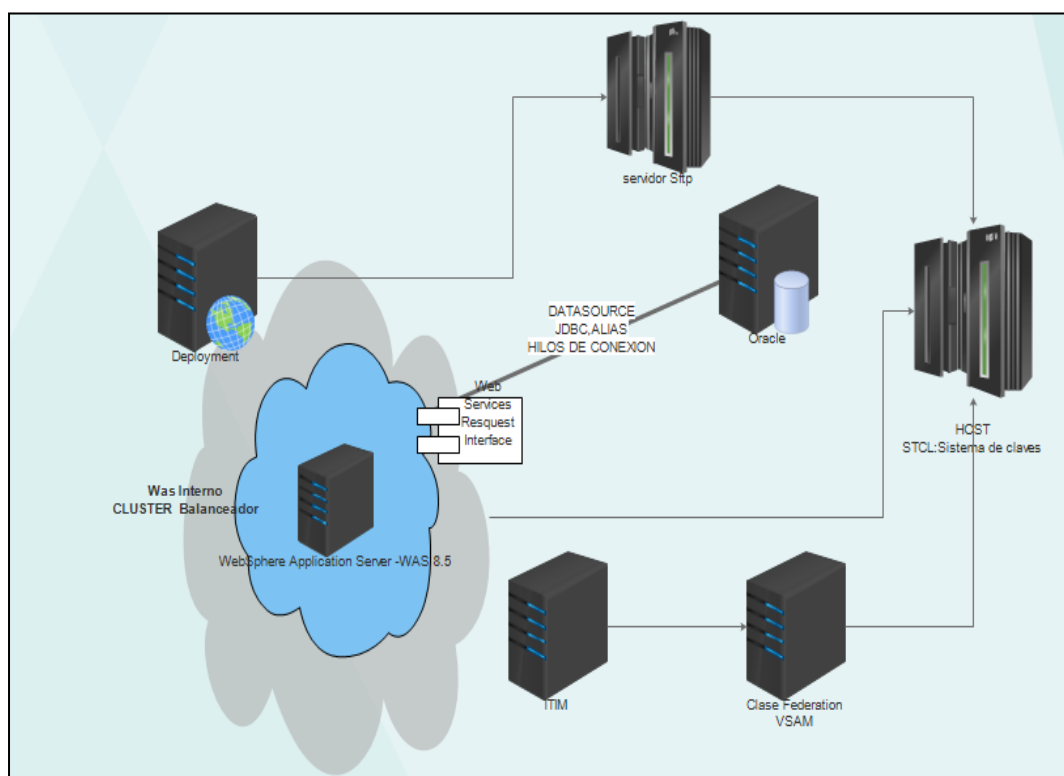 servidor Sftp
Deployment
DATASOURCE
JDBC,ALIAS
HILOS DE CONEXION
Oracle
Web
Services
Resquest
Interface
HOST
STCL:Sistema de claves
Was Interno
CLUSTER Balanceador
WebSphere Application Server -WAS 8.5
ITIM
Clase Federation
VSAM